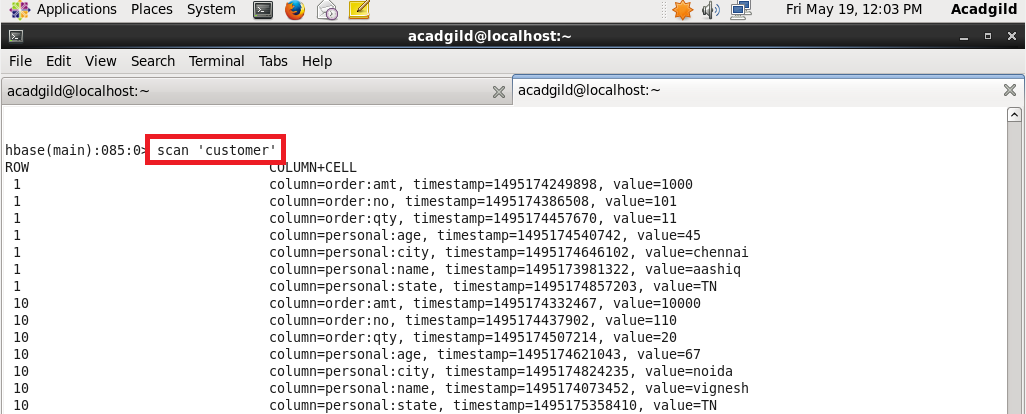 Applications Places System Fri May 19, 12:03 PM Acadgild
acadgild@localhost:~
File Edit View Search Terminal Tabs Help
acadgild@localhost:~ acadgild@localhost:~
hbase(main):085:0> scan 'customer'
ROW COLUMN+CELL
1 column=order:amt, timestamp=1495174249898, value=1000
1 column=order:no, timestamp=1495174386508, value=101
1 column=order:qty, timestamp=1495174457670, value=11
1 column=personal:age, timestamp=1495174540742, value=45
1 column=personal:city, timestamp=1495174646102, value=chennai
1 column=personal:name, timestamp=1495173981322, value=aashiq
1 column=personal:state, timestamp=1495174857203, value=TN
10 column=order:amt, timestamp=1495174332467, value=10000
10 column=order:no, timestamp=1495174437902, value=110
10 column=order:qty, timestamp=1495174507214, value=20
10 column=personal:age, timestamp=1495174621043, value=67
10 column=personal:city, timestamp=1495174824235, value=noida
10 column=personal:name, timestamp=1495174073452, value=vignesh
10 column=personal:state, timestamp=1495175358410, value=TN